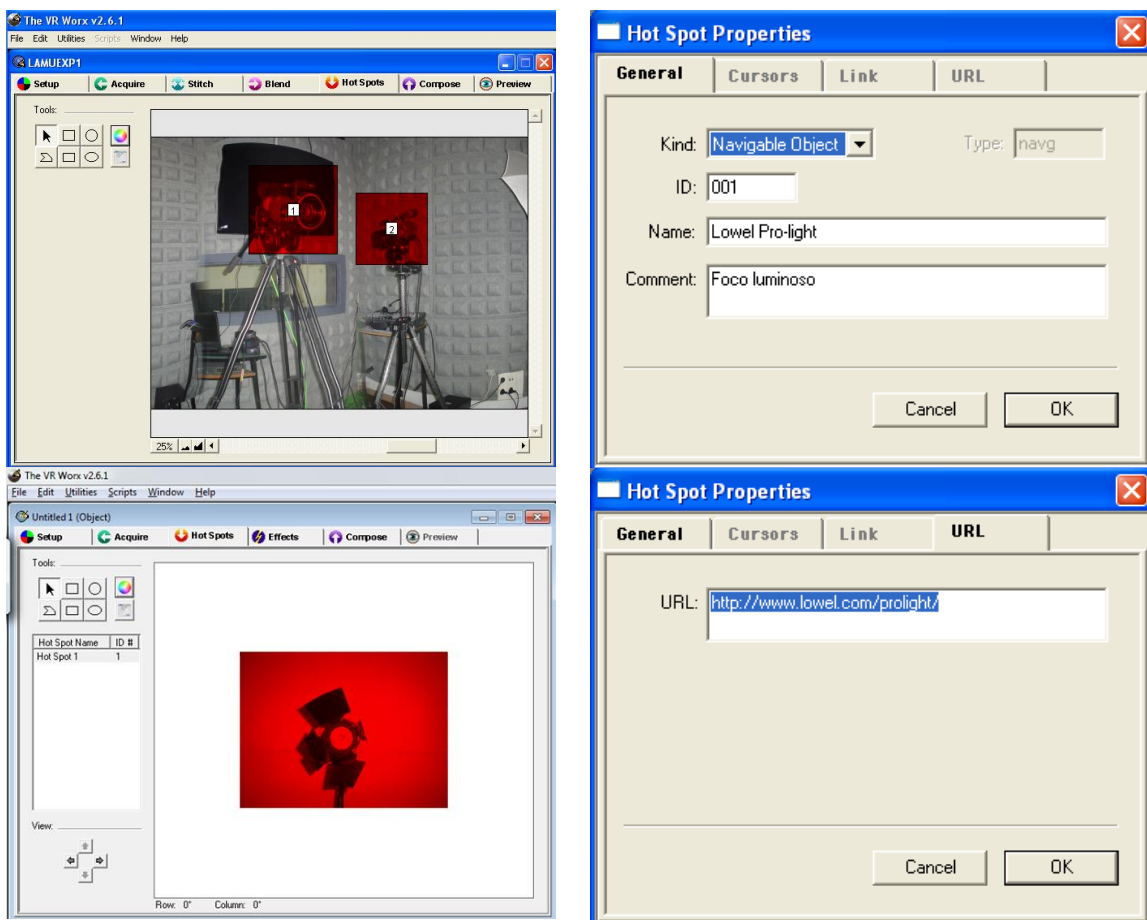 The VR Worx v2.6.1
File Edit Utilities Scripts Window Help
LAMUEXP1
Setup Acquire Stitch Blend Hot Spots Compose Preview
Tools:
1
2
25%
Hot Spot Properties
General Cursors Link URL
Kind: Navigable Object Type: navg
ID: 001
Name: Lowel Pro-light
Comment: Foco luminoso
Cancel OK
The VR Worx v2.6.1
File Edit Utilities Scripts Window Help
Untitled 1 (Object)
Setup Acquire Hot Spots Effects Compose Preview
Tools:
Hot Spot Name ID #
Hot Spot 1 1
View:
Row: 0° Column: 0°
Hot Spot Properties
General Cursors Link URL
URL: http://www.lowel.com/prolight/
Cancel OK